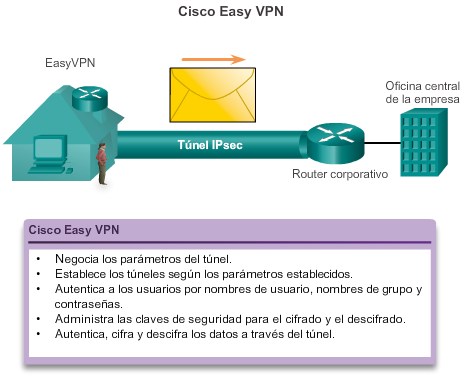 Cisco Easy VPN
EasyVPN
Oficina central
de la empresa
Túnel IPsec
Router corporativo
Cisco Easy VPN
• Negocia los parámetros del túnel.
• Establece los túneles según los parámetros establecidos.
• Autentica a los usuarios por nombres de usuario, nombres de grupo y
contraseñas.
• Administra las claves de seguridad para el cifrado y el descifrado.
• Autentica, cifra y descifra los datos a través del túnel.